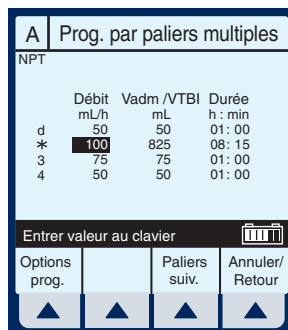 A Prog. par paliers multiples
NPT
Débit Vadm /VTBI Durée
mL/h mL h : min
d 50 50 01: 00
* 100 825 08: 15
3 75 75 01: 00
4 50 50 01: 00
Entrer valeur au clavier
Options Paliers Annuler/
prog. suiv. Retour